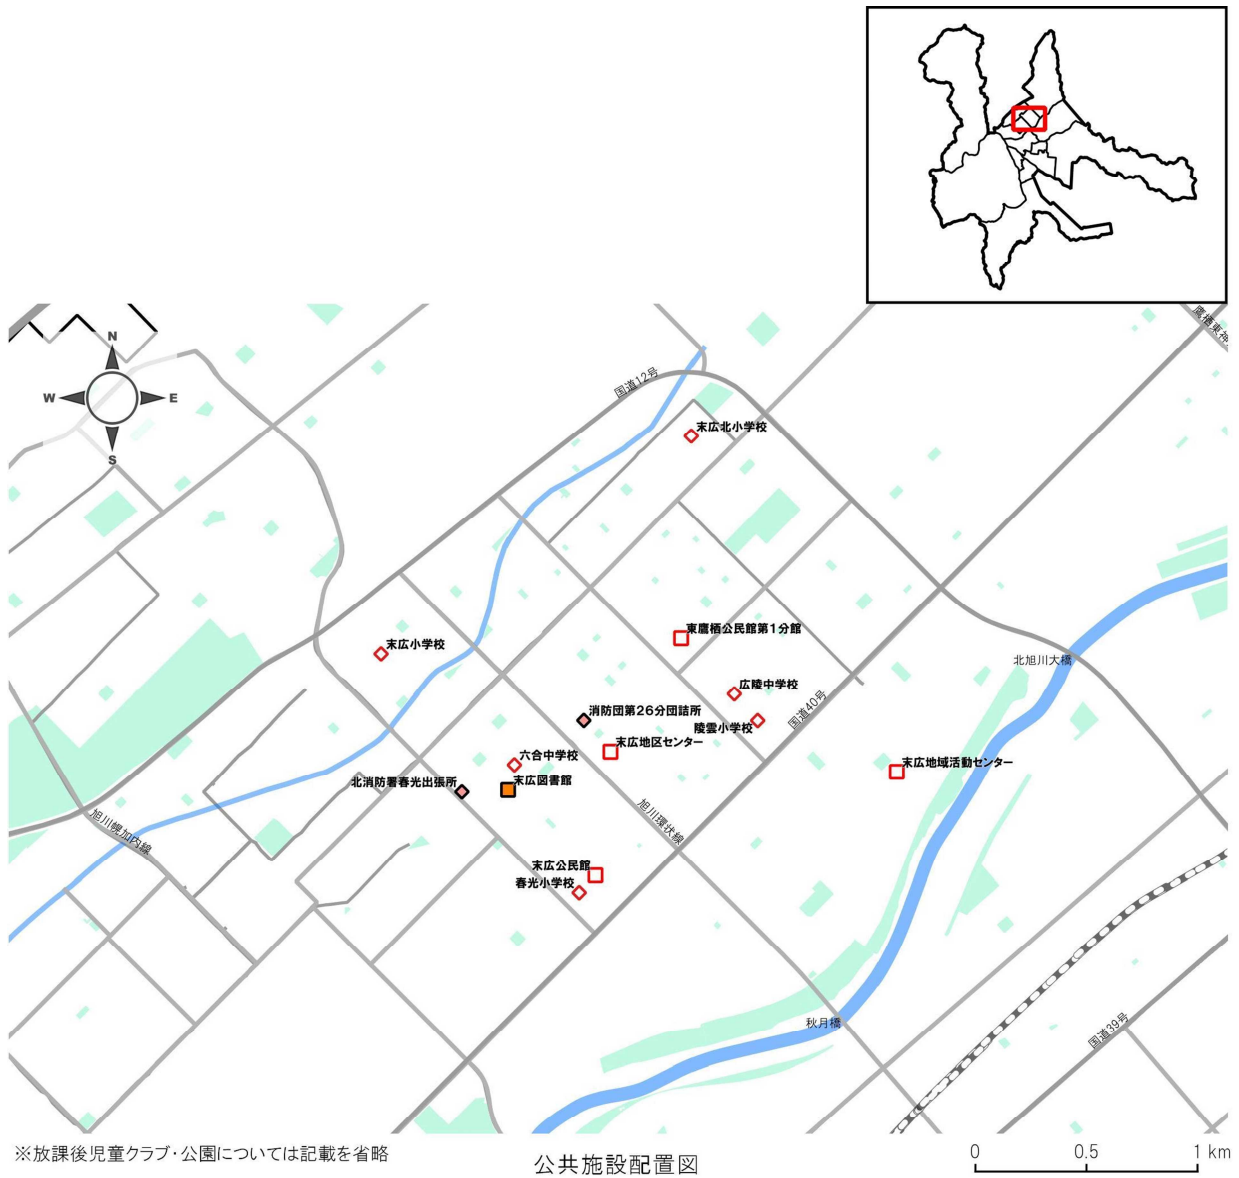 鷹栖東神
N
W
E
S
国道12号
末広北小学校
東鷹栖公民館第1分館
末広小学校
北旭川大橋
広陵中学校
国道40号
消防団第26分団詰所
陵雲小学校
末広地区センター
六合中学校
末広地域活動センター
北消防署春光出張所
末広図書館
旭川幌加内線
旭川環状線
末広公民館
春光小学校
秋月橋
国道39号
※放課後児童クラブ・公園については記載を省略
公共施設配置図
0 0.5 1 km